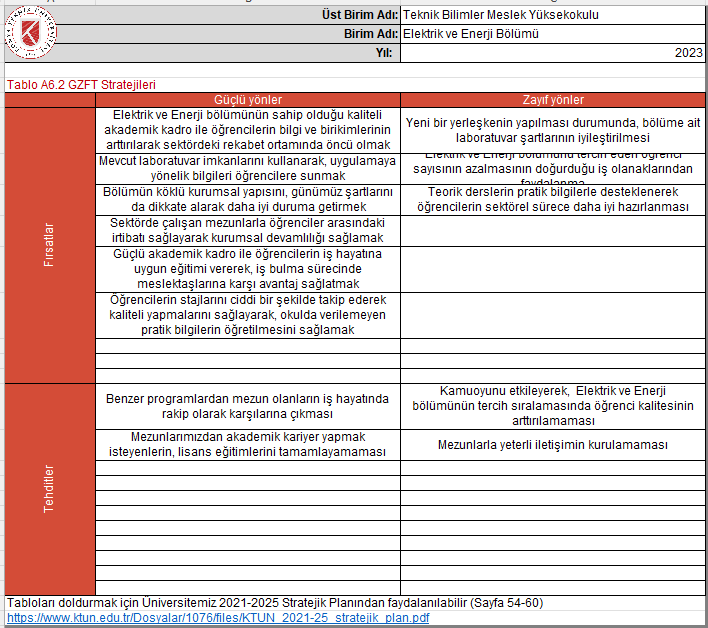 Üst Birim Adı: Teknik Bilimler Meslek Yüksekokulu
Birim Adı: Elektrik ve Enerji Bölümü
Yıl: 2023
Tablo A6.2 GZFT Stratejileri
Güçlü yönler
Zayıf yönler
Fırsatlar
Elektrik ve Enerji bölümünün sahip olduğu kaliteli
akademik kadro ile öğrencilerin bilgi ve birikimlerinin
arttırılarak sektördeki rekabet ortamında öncü olmak
Yeni bir yerleşkenin yapılması durumunda, bölüme ait
laboratuvar şartlarının iyileştirilmesi
Mevcut laboratuvar imkanlarını kullanarak, uygulamaya
yönelik bilgileri öğrencilere sunmak
Elektrik ve Enerji bölümünü tercih eden öğrenci
sayısının azalmasının doğurduğu iş olanaklarından
faydalanma
Bölümün köklü kurumsal yapısını, günümüz şartlarını
da dikkate alarak daha iyi duruma getirmek
Teorik derslerin pratik bilgilerle desteklenerek
öğrencilerin sektörel sürece daha iyi hazırlanması
Sektörde çalışan mezunlarla öğrenciler arasındaki
irtibatı sağlayarak kurumsal devamlılığı sağlamak
Güçlü akademik kadro ile öğrencilerin iş hayatına
uygun eğitimi vererek, iş bulma sürecinde
meslektaşlarına karşı avantaj sağlatmak
Öğrencilerin stajlarını ciddi bir şekilde takip ederek
kaliteli yapmalarını sağlayarak, okulda verilemeyen
pratik bilgilerin öğretilmesini sağlamak
Tehditler
Benzer programlardan mezun olanların iş hayatında
rakip olarak karşılarına çıkması
Kamuoyunu etkileyerek, Elektrik ve Enerji
bölümünün tercih sıralamasında öğrenci kalitesinin
arttırılamaması
Mezunlarımızdan akademik kariyer yapmak
isteyenlerin, lisans eğitimlerini tamamlayamaması
Mezunlarla yeterli iletişimin kurulamaması
Tabloları doldurmak için Üniversitemiz 2021-2025 Stratejik Planından faydalanılabilir (Sayfa 54-60)
https://www.ktun.edu.tr/Dosyalar/1076/files/KTUN_2021-25_stratejik_plan.pdf